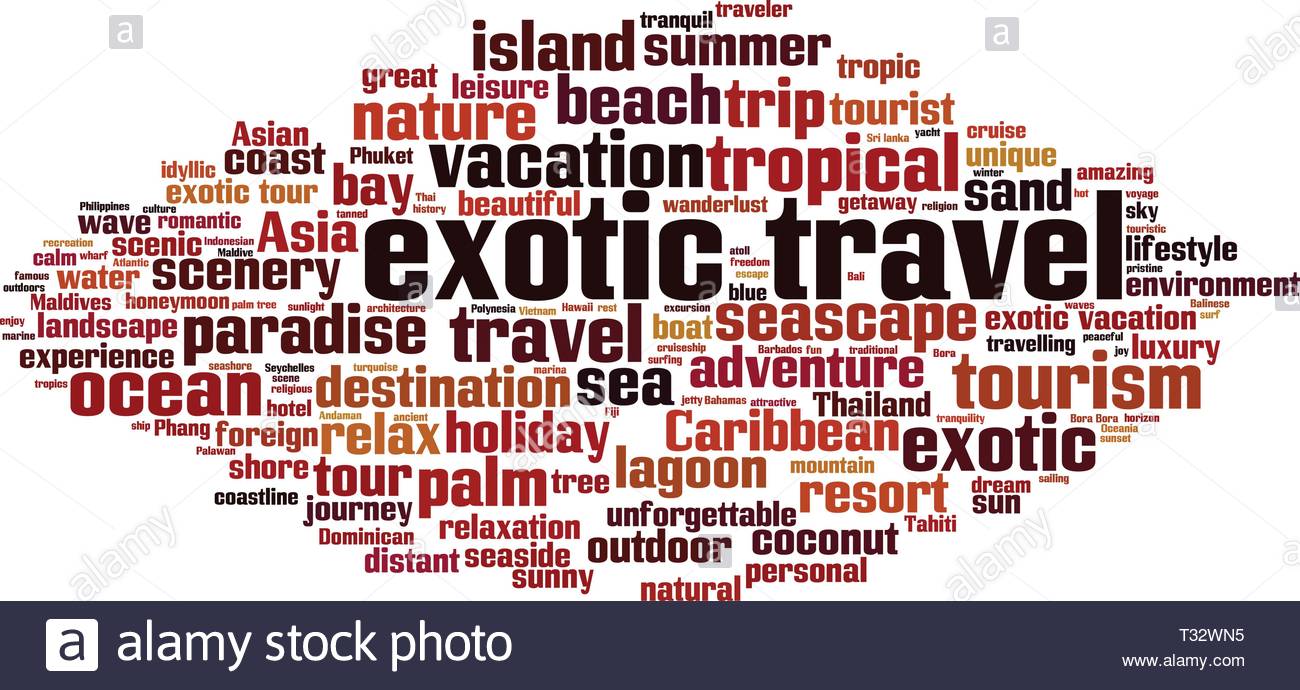 traveler
tranquil
island summer
tropic
great
leisure
beach trip
tourist
nature
Asian
coast
Phuket
vacation tropical
Sri lanka
yacht
cruise
unique
winter
amazing
idyllic
exotic tour
bay
Thai
history
beautiful
wanderlust
getaway
religion
sand
hot
voyage
Philippines
culture
wave
romantic
tanned
sky
touristic
recreation
calm
wharf
scenic
Indonesian
Asia
exotic travel
atoll
freedom
escape
Bali
blue
lifestyle
pristine
environment
famous
outdoors
Atlantic
Maldive
water
scenery
Maldives
honeymoon
palm tree
sunlight
architecture
Polynesia
Vietnam
Hawaii
rest
excursion
waves
Balinese
surf
enjoy
marine
landscape
paradise
travel
boat
seascape
exotic vacation
experience
cruiseship
surfing
Barbados
fun
traditional
Bora
travelling
peaceful
joy
luxury
tropics
ocean
seashore
Seychelles
scene
religious
turquoise
destination
marina
sea
adventure
tourism
hotel
jetty
Bahamas
attractive
Thailand
ship
Phang
Palawan
foreign
Andaman
ancient
relax
holiday
Fiji
Caribbean
tranquility
exotic
Bora Bora
horizon
Oceania
sunset
shore
tour
palm
tree
lagoon
mountain
resort
dream
sailing
sun
coastline
journey
relaxation
unforgettable
Tahiti
Dominican
distant
seaside
outdoor
coconut
sunny
natural
personal
a alamy stock photo
T32WN5
www.alamy.com
alamy
alamy
alamy
alamy
a
a
a